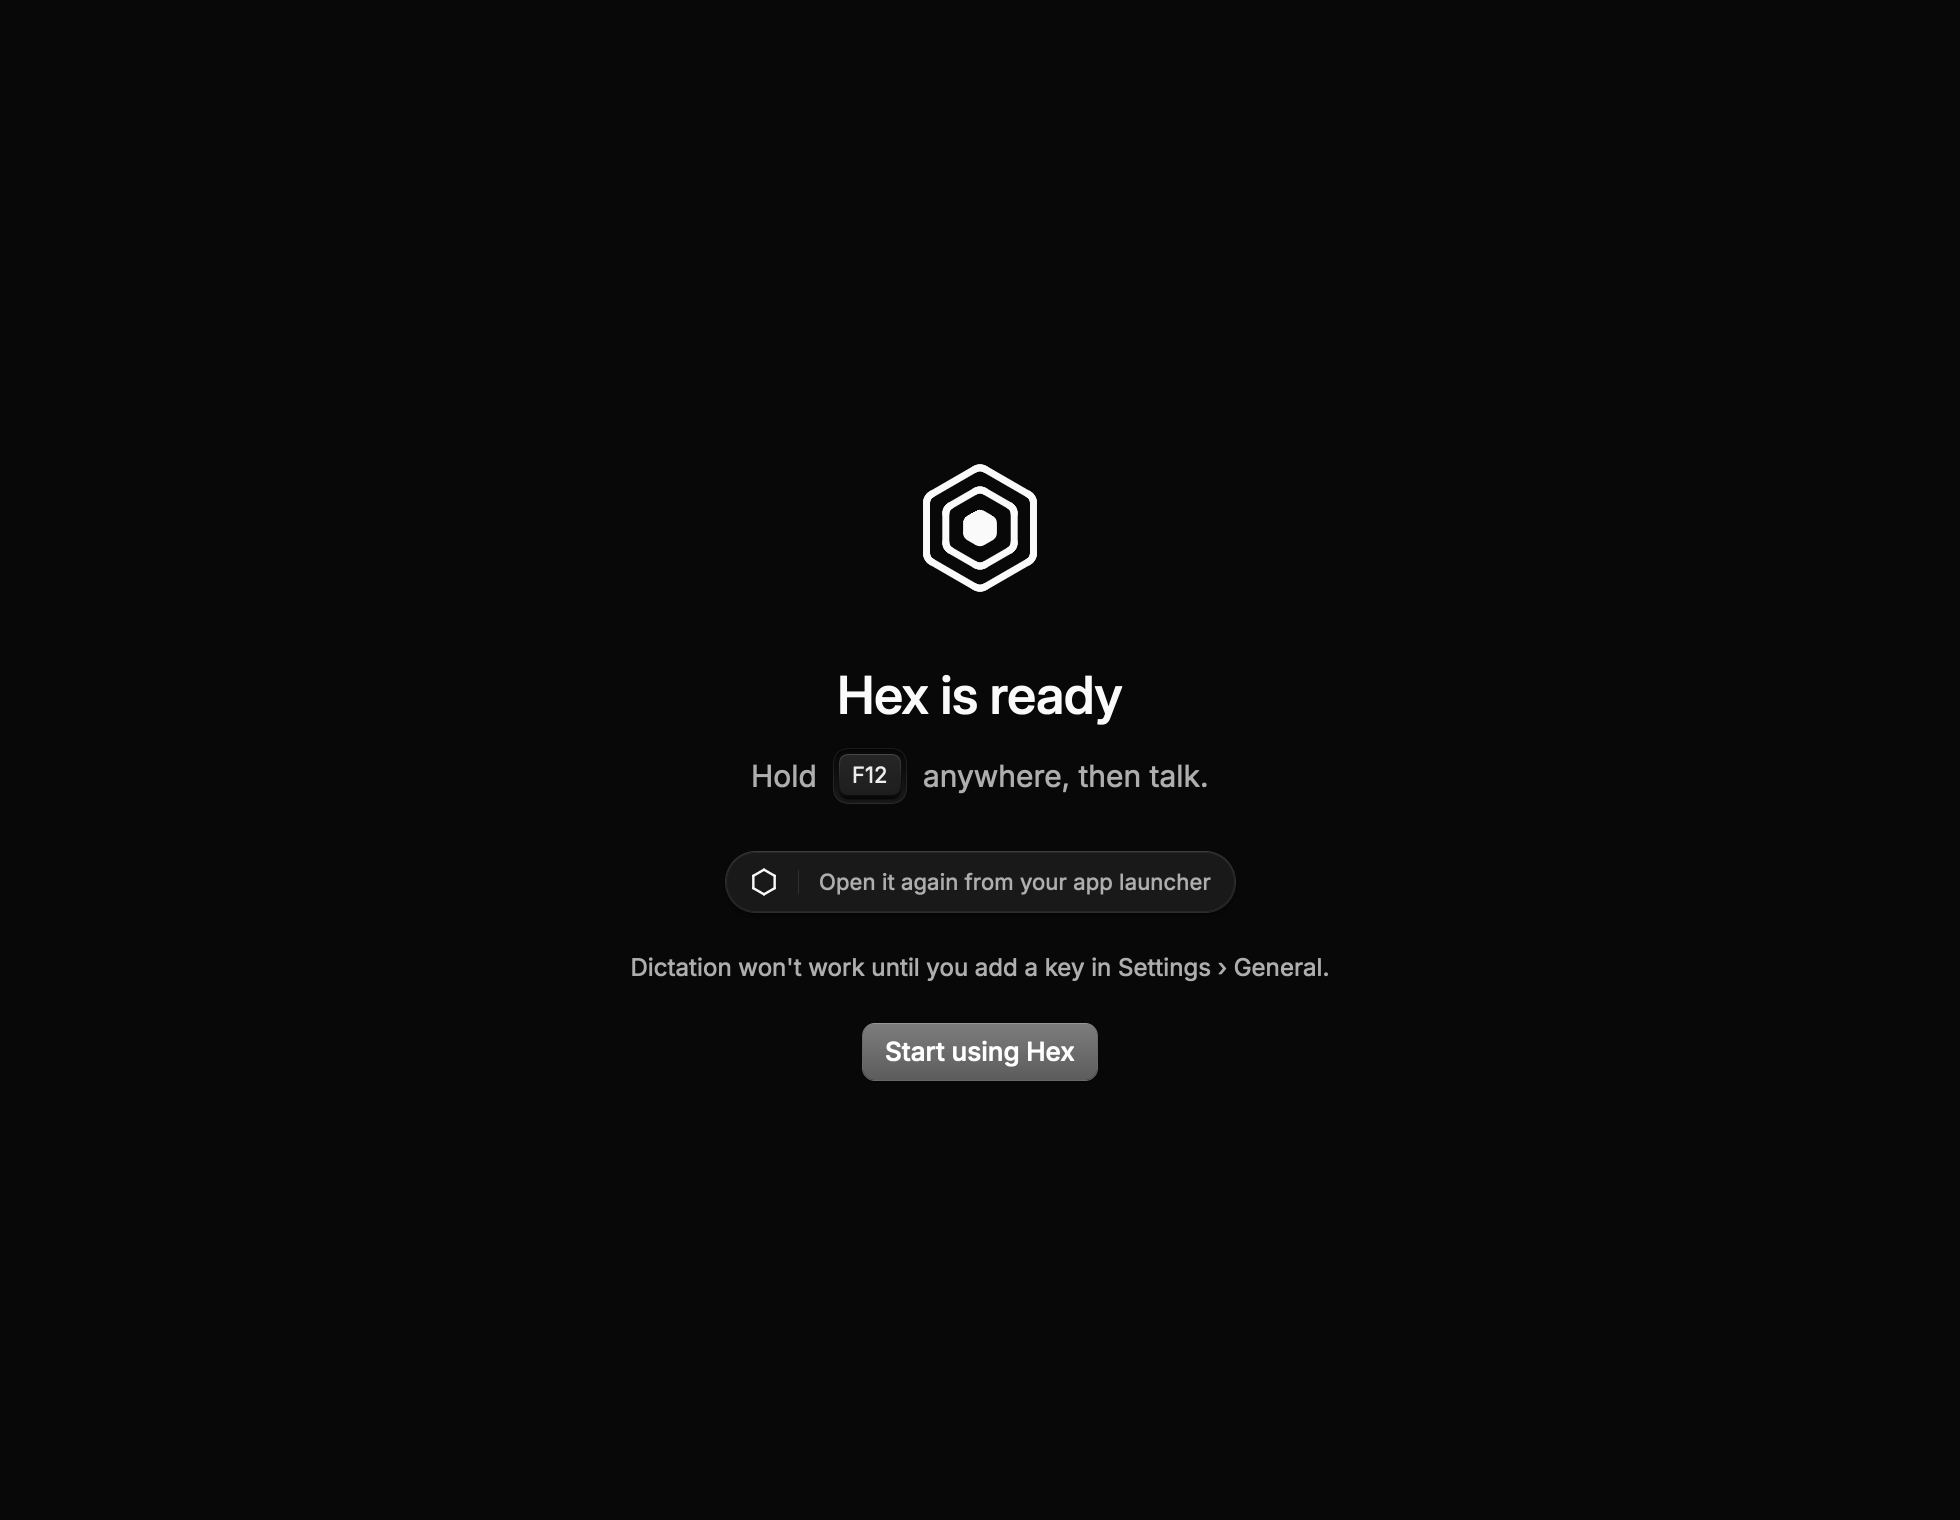 Hex is ready
Hold F12 anywhere, then talk.
Open it again from your app launcher
Dictation won't work until you add a key in Settings › General.
Start using Hex